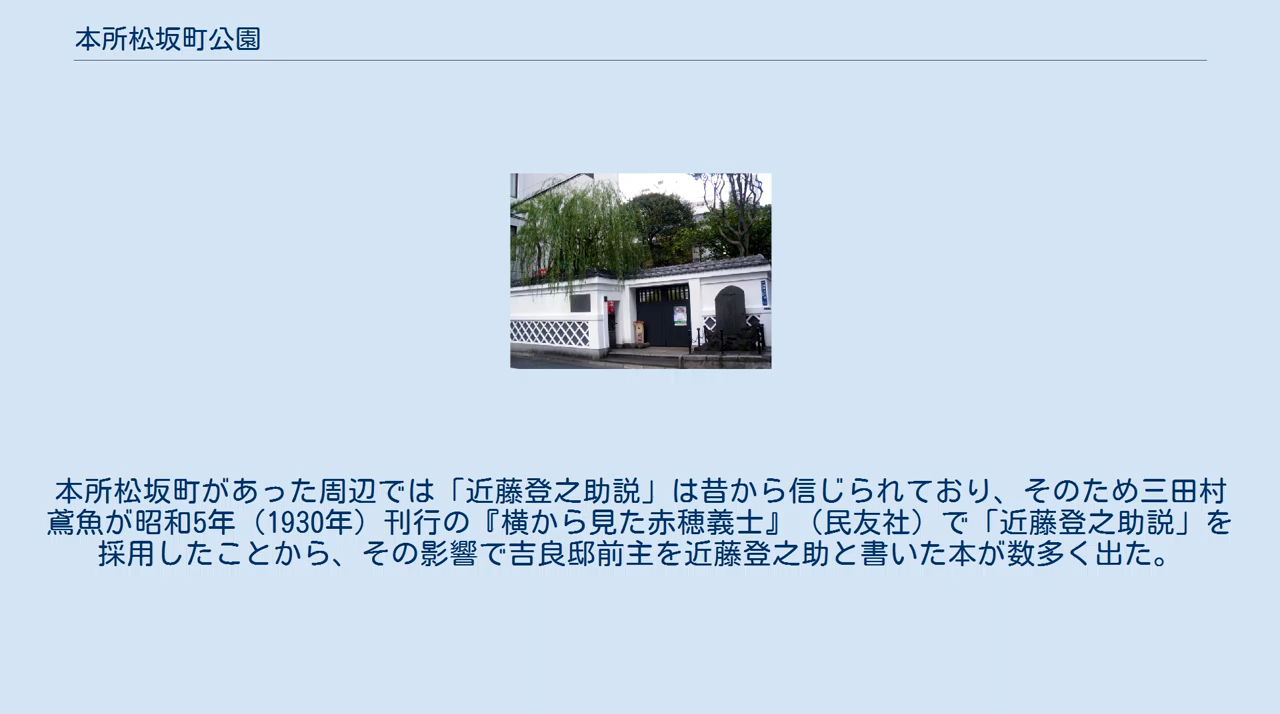 本所松坂町公園
本所松坂町があった周辺では「近藤登之助説」は昔から信じられており、そのため三田村
鳶魚が昭和5年（1930年）刊行の『横から見た赤穂義士』（民友社）で「近藤登之助説」を
採用したことから、その影響で吉良邸前主を近藤登之助と書いた本が数多く出た。